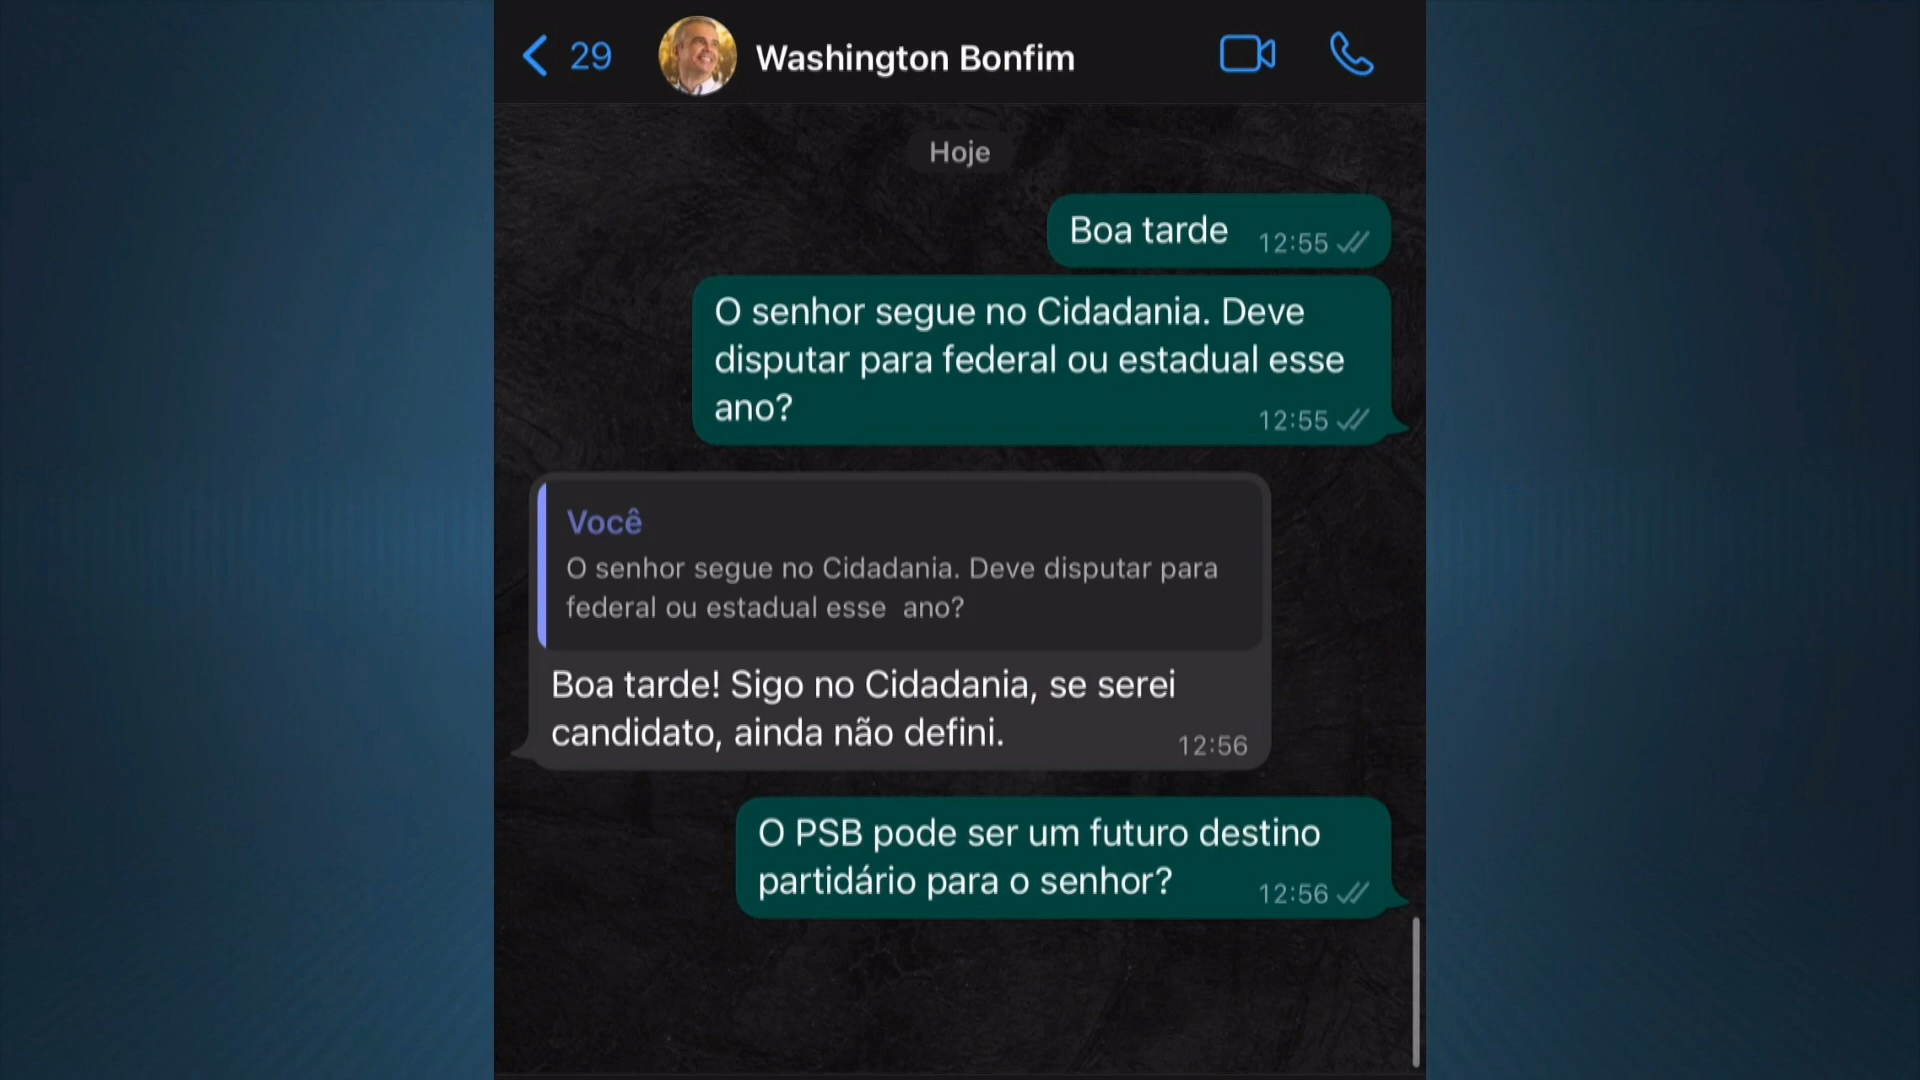 29
Washington Bonfim
Hoje
Boa tarde
12:55
O senhor segue no Cidadania. Deve
disputar para federal ou estadual esse
ano?
12:55
Você
O senhor segue no Cidadania. Deve disputar para
federal ou estadual esse  ano?
Boa tarde! Sigo no Cidadania, se serei
candidato, ainda não defini.
12:56
O PSB pode ser um futuro destino
partidário para o senhor?
12:56